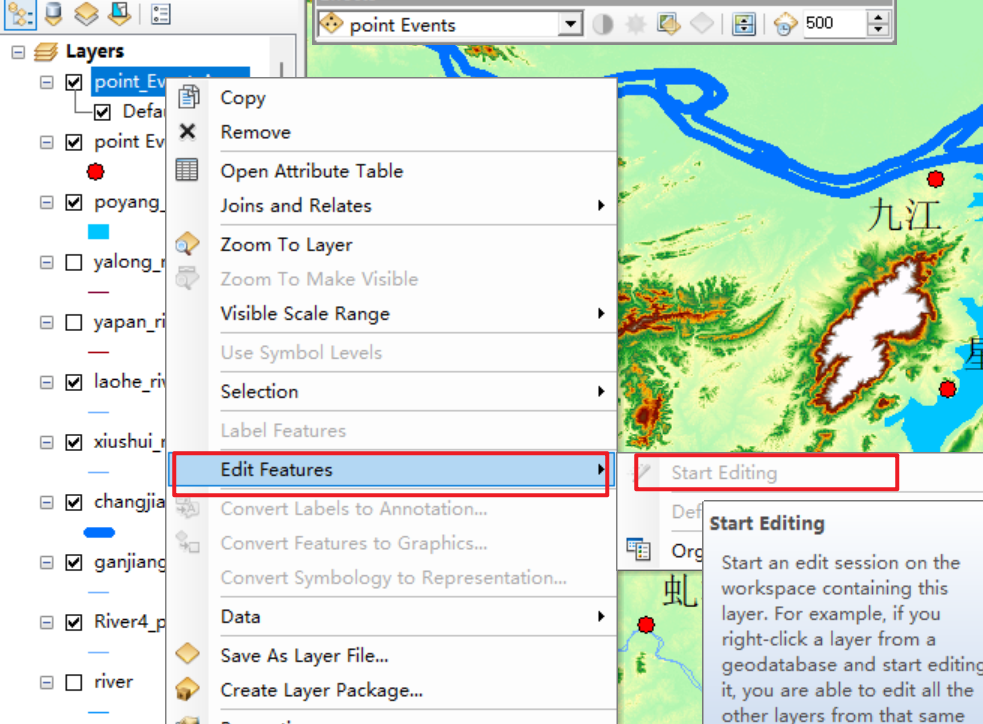 point Events
500
Layers
point_Ev
Defa
point Ev
poyang_
yalong_r
yapan_ri
laohe_riv
xiushui_r
changjia
ganjiang
River4_p
river
Copy
Remove
Open Attribute Table
Joins and Relates
Zoom To Layer
Zoom To Make Visible
Visible Scale Range
Use Symbol Levels
Selection
Label Features
Edit Features
Convert Labels to Annotation...
Convert Features to Graphics...
Convert Symbology to Representation...
Data
Save As Layer File...
Create Layer Package...
Start Editing
Def
Org
Start Editing
Start an edit session on the
workspace containing this
layer. For example, if you
right-click a layer from a
geodatabase and start editing
it, you are able to edit all the
other layers from that same
九江
虬